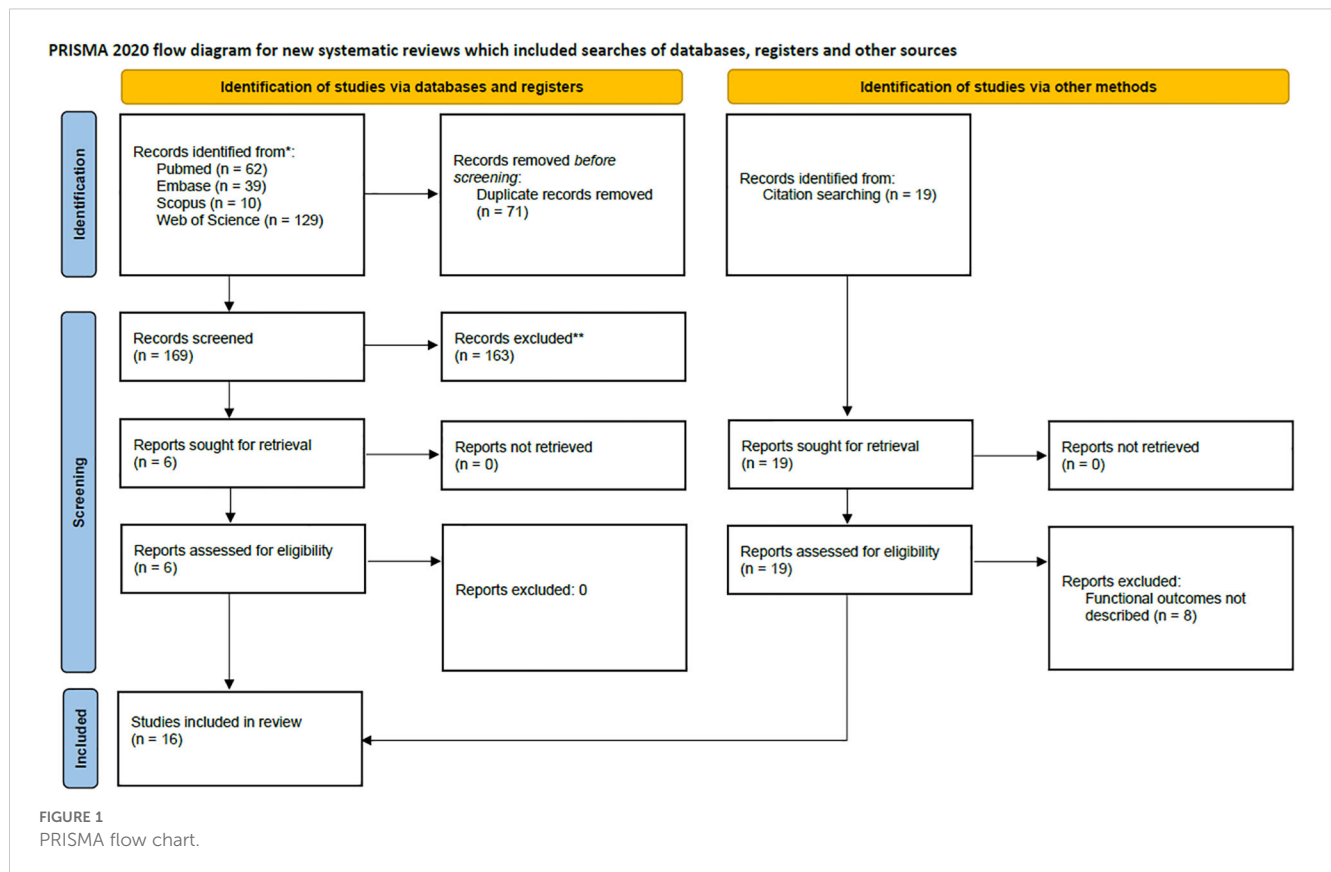 PRISMA 2020 flow diagram for new systematic reviews which included searches of databases, registers and other sources
Identification of studies via databases and registers
Identification of studies via other methods
Identification
Records identified from*:
Pubmed (n = 62)
Embase (n = 39)
Scopus (n = 10)
Web of Science (n = 129)
Records removed before
screening:
Duplicate records removed
(n = 71)
Records identified from:
Citation searching (n = 19)
Screening
Records screened
(n = 169)
Records excluded**
(n = 163)
Reports sought for retrieval
(n = 6)
Reports not retrieved
(n = 0)
Reports sought for retrieval
(n = 19)
Reports not retrieved
(n = 0)
Reports assessed for eligibility
(n = 6)
Reports excluded: 0
Reports assessed for eligibility
(n = 19)
Reports excluded:
Functional outcomes not
described (n = 8)
Included
Studies included in review
(n = 16)
FIGURE 1
PRISMA flow chart.